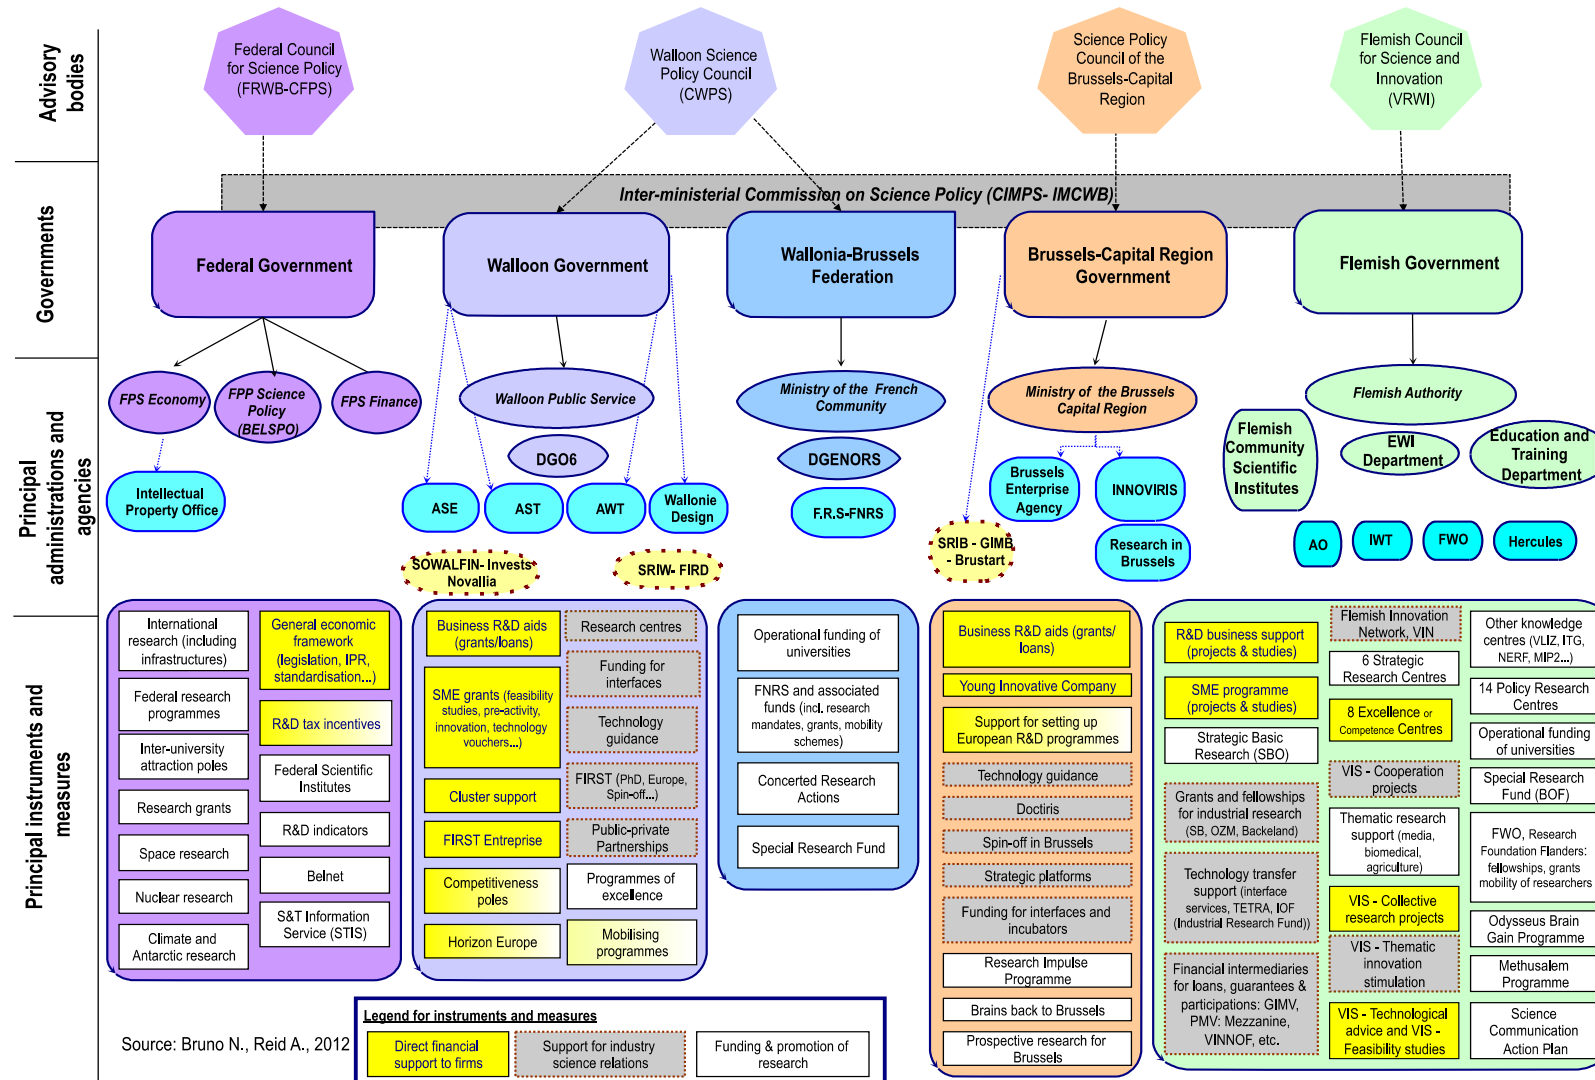 Advisory
bodies
Federal Council
for Science Policy
(FRWB-CFPS)
Walloon Science
Policy Council
(CWPS)
Science Policy
Council of the
Brussels-Capital
Region
Flemish Council
for Science and
Innovation
(VRWI)
Governments
Inter-ministerial Commission on Science Policy (CIMPS- IMCWB)
Federal Government
Walloon Government
Wallonia-Brussels
Federation
Brussels-Capital Region
Government
Flemish Government
Principal
administrations and
agencies
FPS Economy
FPP Science
Policy
(BELSPO)
FPS Finance
Intellectual
Property Office
Walloon Public Service
DGO6
ASE
AST
AWT
Wallonie
Design
SOWALFIN- Invests
Novallia
SRIW- FIRD
Ministry of the French
Community
DGENORS
F.R.S-FNRS
Ministry of the Brussels
Capital Region
Brussels
Enterprise
Agency
INNOVIRIS
SRIB - GIMB
- Brustart
Research in
Brussels
Flemish Authority
Flemish
Community
Scientific
Institutes
EWI
Department
Education and
Training
Department
AO
IWT
FWO
Hercules
Principal instruments and
measures
International
research (including
infrastructures)
Federal research
programmes
Inter-university
attraction poles
Research grants
Space research
Nuclear research
Climate and
Antarctic research
General economic
framework
(legislation, IPR,
standardisation...)
R&D tax incentives
Federal Scientific
Institutes
R&D indicators
Belnet
S&T Information
Service (STIS)
Business R&D aids
(grants/loans)
SME grants (feasibility
studies, pre-activity,
innovation, technology
vouchers...)
Cluster support
FIRST Entreprise
Competitiveness
poles
Horizon Europe
Research centres
Funding for
interfaces
Technology
guidance
FIRST (PhD, Europe,
Spin-off...)
Public-private
Partnerships
Programmes
of excellence
Mobilising
programmes
Operational funding of
universities
FNRS and associated
funds (incl. research
mandates, grants, mobility
schemes)
Concerted Research
Actions
Special Research Fund
Business R&D aids (grants/
loans)
Young Innovative Company
Support for setting up
European R&D programmes
Technology guidance
Doctiris
Spin-off in Brussels
Strategic platforms
Funding for interfaces and
incubators
Research Impulse
Programme
Brains back to Brussels
Prospective research for
Brussels
R&D business support
(projects & studies)
SME programme
(projects & studies)
Strategic Basic
Research (SBO)
Grants and fellowships
for industrial research
(SB, OZM, Backeland)
Technology transfer
support (interface
services, TETRA, IOF
(Industrial Research Fund))
Financial intermediaries
for loans, guarantees &
participations: GIMV,
PMV: Mezzanine,
VINNOF, etc.
Flemish Innovation
Network, VIN
6 Strategic
Research Centres
8 Excellence or
Competence Centres
VIS - Cooperation
projects
Thematic research
support (media,
biomedical,
agriculture)
VIS - Collective
research projects
VIS - Thematic
innovation
stimulation
VIS - Technological
advice and VIS -
Feasibility studies
Other knowledge
centres (VLIZ, ITG,
NERF, MIP2...)
14 Policy Research
Centres
Operational funding
of universities
Special Research
Fund (BOF)
FWO, Research
Foundation Flanders:
fellowships, grants
mobility of researchers
Odysseus Brain
Gain Programme
Methusalem
Programme
Science
Communication
Action Plan
Source: Bruno N., Reid A., 2012
Legend for instruments and measures
Direct financial
support to firms
Support for industry
science relations
Funding & promotion of
research